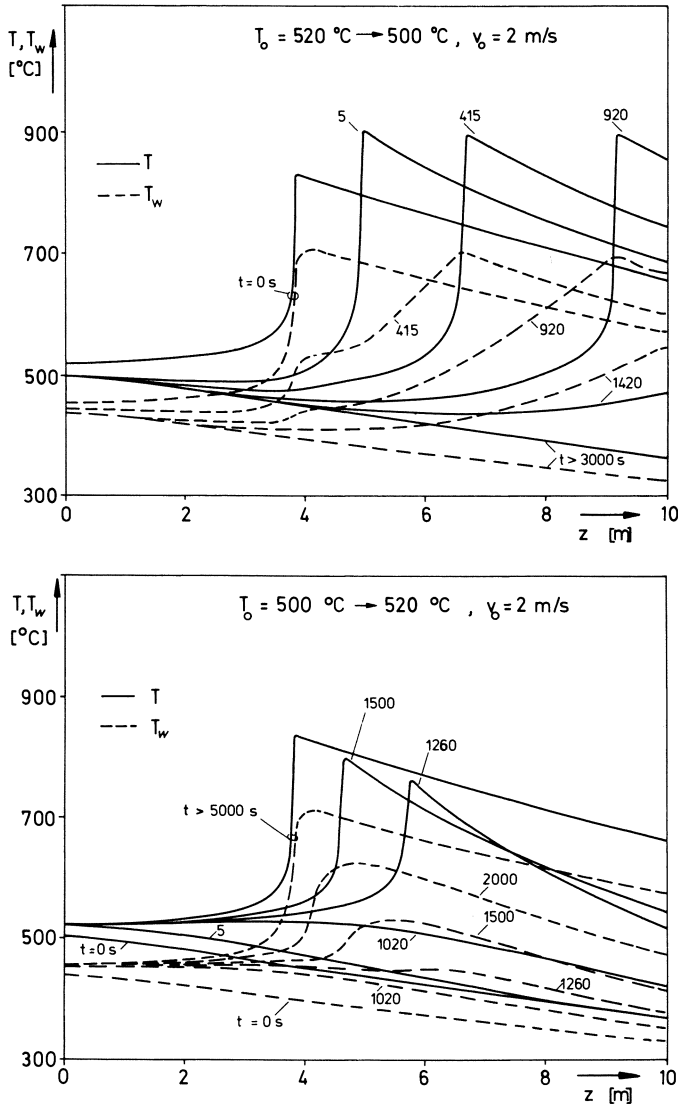 T, T_w
[°C]
T_o = 520 °C → 500 °C , v_o = 2 m/s
900
700
500
300
5
415
920
T
T_w
t = 0 s
415
920
1420
t > 3000 s
0
2
4
6
8
10
z [m]
T, T_w
[°C]
T_o = 500 °C → 520 °C , v_o = 2 m/s
900
700
500
300
T
T_w
1500
1260
t > 5000 s
2000
1500
5
t = 0 s
1020
1260
1020
t = 0 s
0
2
4
6
8
10
z [m]